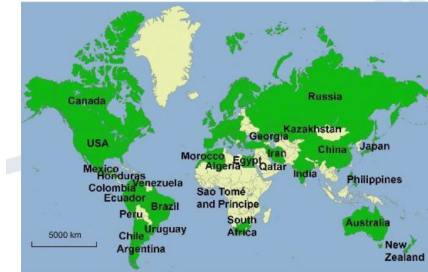 Canada
Russia
USA
Georgia
Kazakhstan
Morocco
Algeria
Egypt
Iran
Qatar
China
Japan
Mexico
Honduras
Colombia
Venezuela
Ecuador
India
Philippines
Sao Tomé
and Principe
Peru
Brazil
South
Africa
Uruguay
Chile
Argentina
Australia
New
Zealand
5000 km